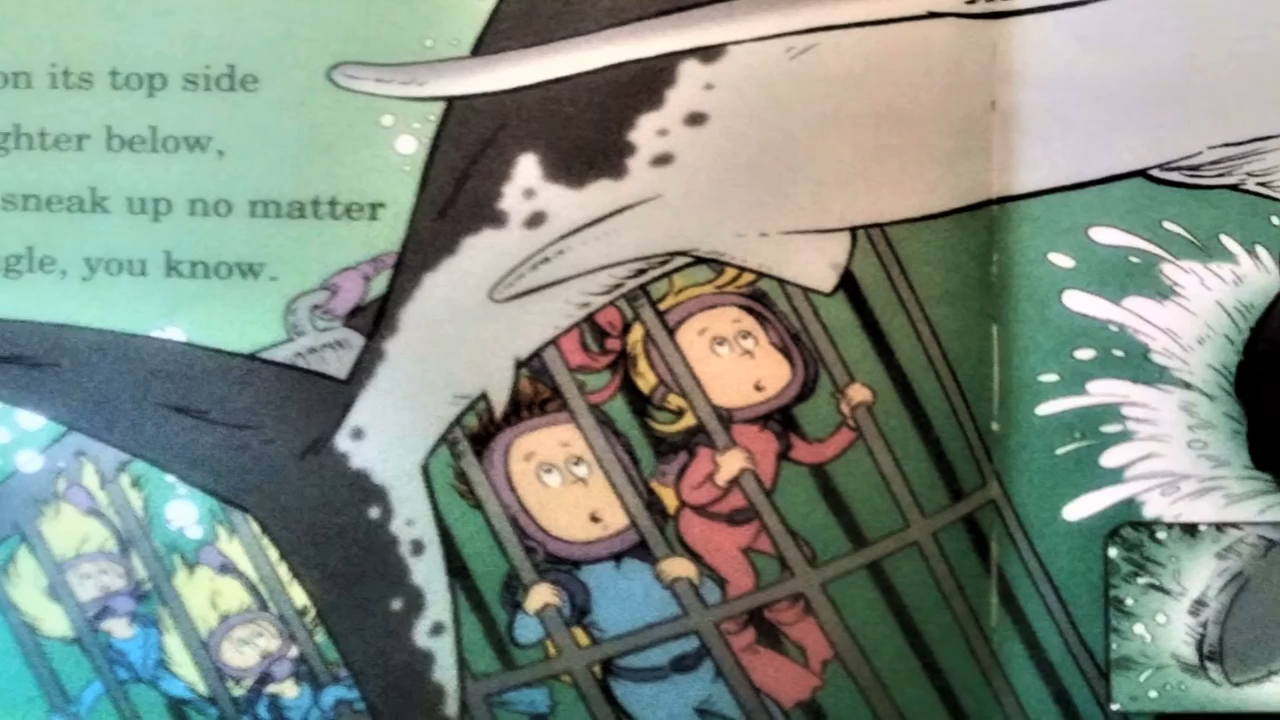 on its top side
ghter below,
sneak up no matter
gle, you know.